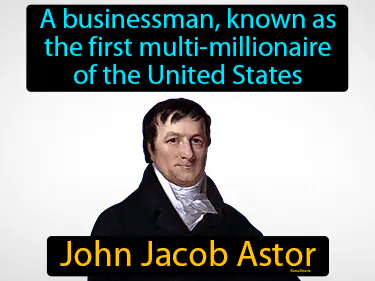 A businessman, known as
the first multi-millionaire
of the United States
John Jacob Astor